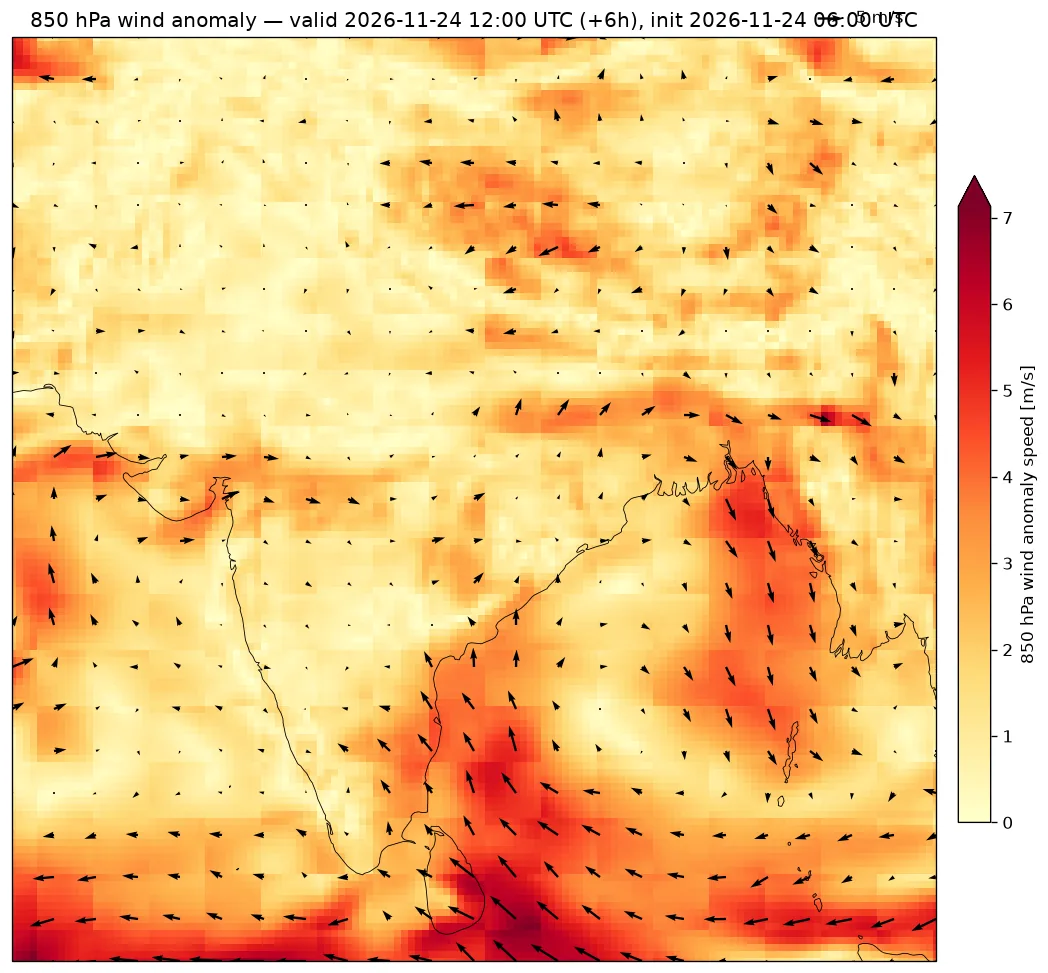 850 hPa wind anomaly — valid 2026-11-24 12:00 UTC (+6h), init 2026-11-24 06:00 UTC
5 m/s
7
6
5
4
3
2
1
0
850 hPa wind anomaly speed [m/s]